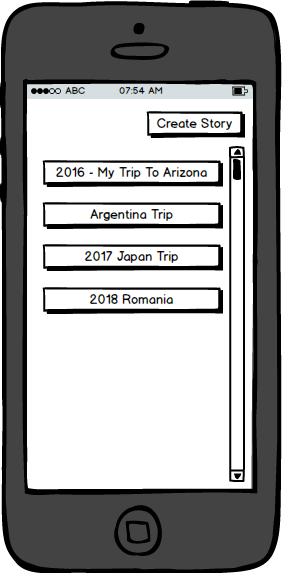 ABC 07:54 AM
Create Story
2016 - My Trip To Arizona
Argentina Trip
2017 Japan Trip
2018 Romania